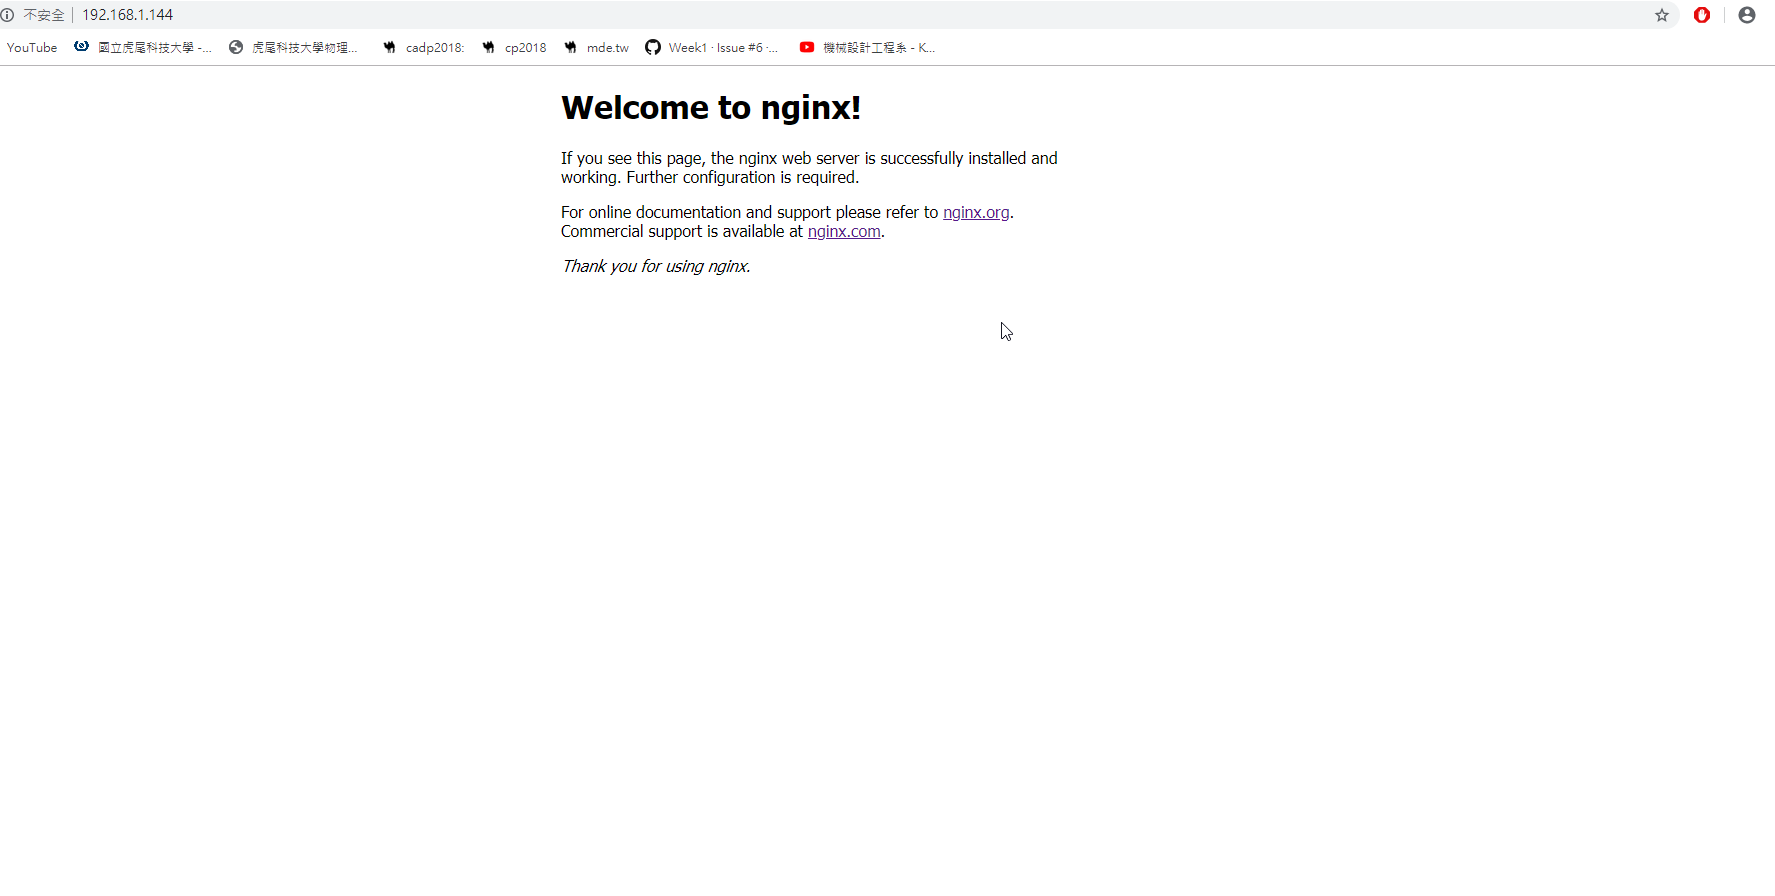 不安全 192.168.1.144
YouTube 國立虎尾科技大學 -... 虎尾科技大學物理... cadp2018: cp2018 mde.tw Week1 · Issue #6 ·... 機械設計工程系 - K...
Welcome to nginx!
If you see this page, the nginx web server is successfully installed and
working. Further configuration is required.
For online documentation and support please refer to nginx.org.
Commercial support is available at nginx.com.
Thank you for using nginx.